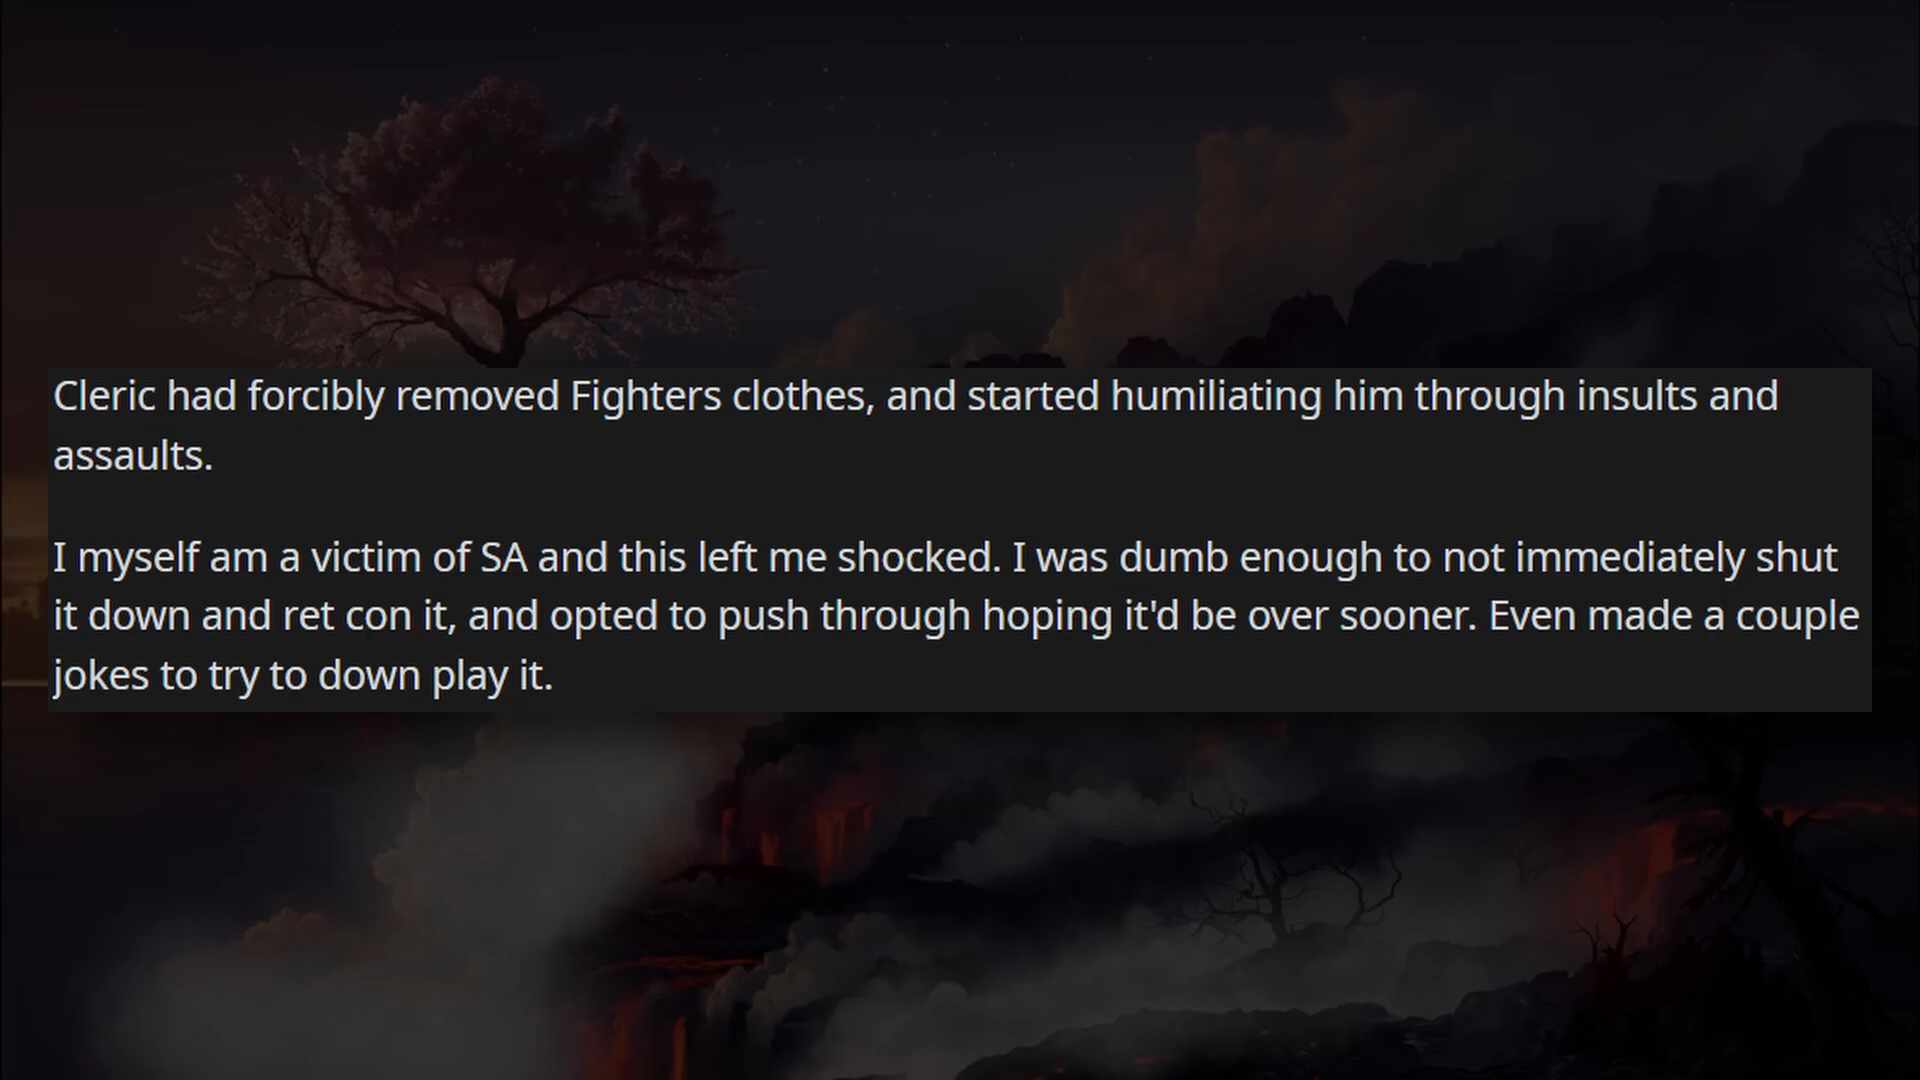 Cleric had forcibly removed Fighters clothes, and started humiliating him through insults and
assaults.
I myself am a victim of SA and this left me shocked. I was dumb enough to not immediately shut
it down and ret con it, and opted to push through hoping it'd be over sooner. Even made a couple
jokes to try to down play it.